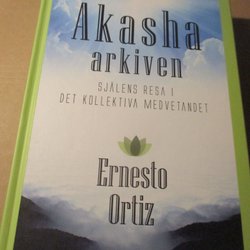 Akasha
arkiven
SJÄLENS RESA I
DET KOLLEKTIVA MEDVETANDET
Ernesto
Ortiz